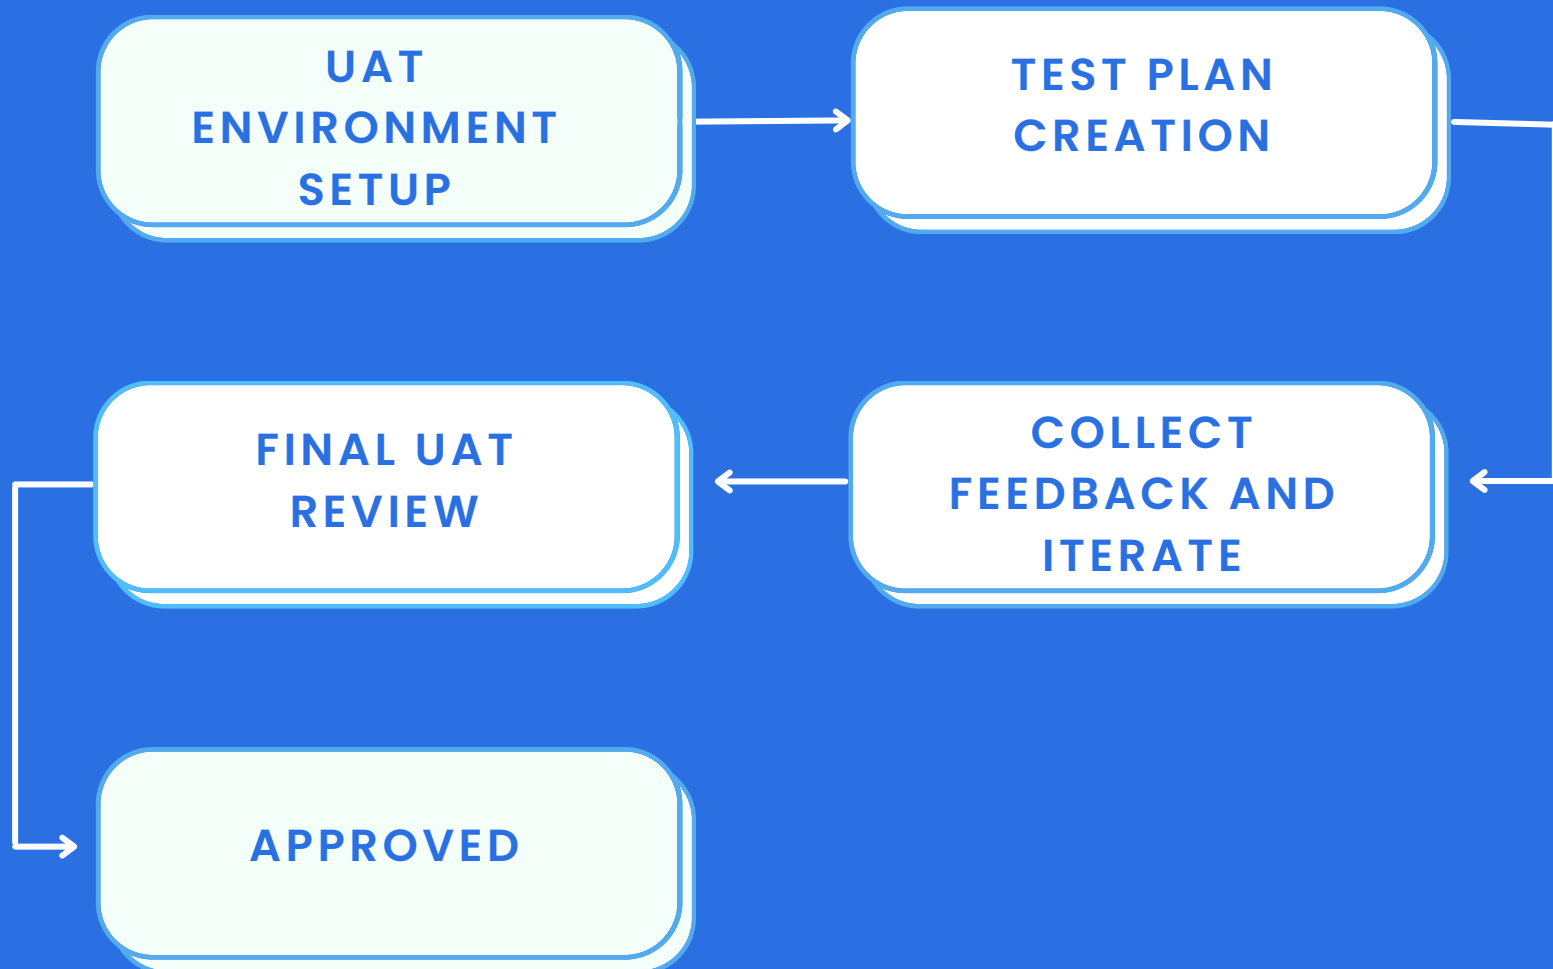 UAT
ENVIRONMENT
SETUP
TEST PLAN
CREATION
COLLECT
FEEDBACK AND
ITERATE
FINAL UAT
REVIEW
APPROVED